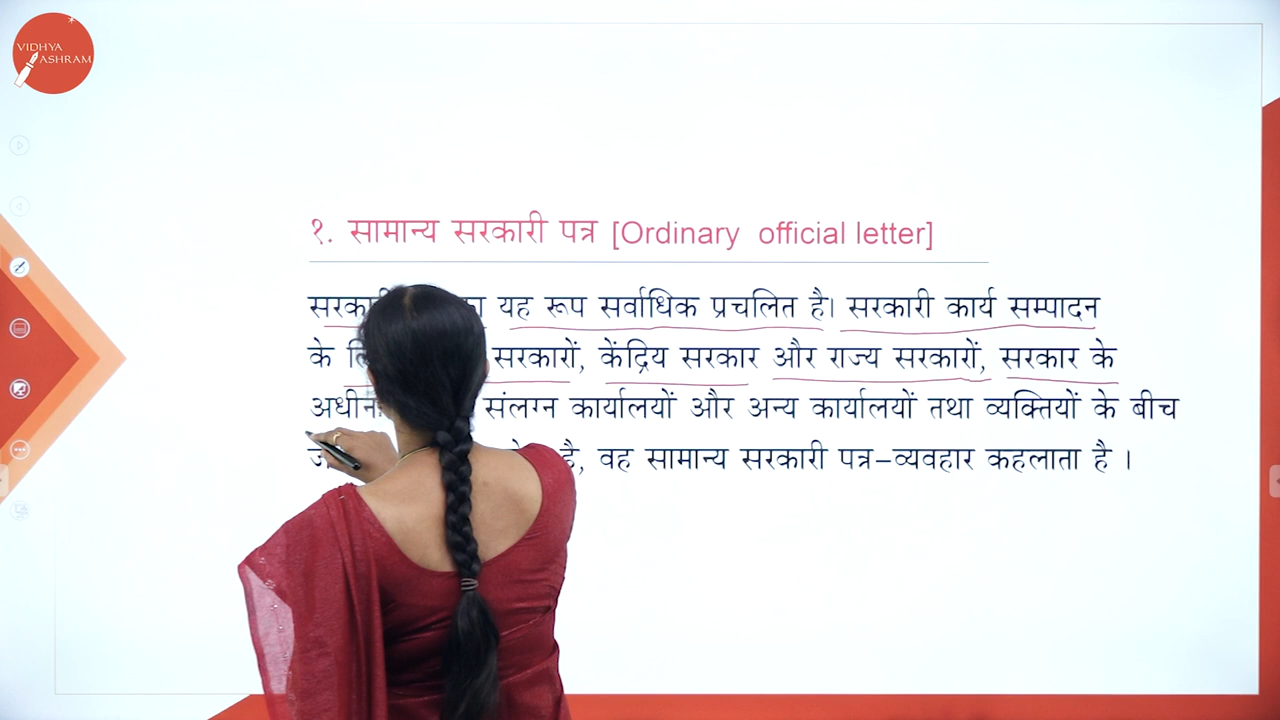 VIDHYA
ASHRAM
१. सामान्य सरकारी पत्र [Ordinary official letter]
यह रूप सर्वाधिक प्रचलित है। सरकारी कार्य सम्पादन
के सरकारों, केंद्रिय सरकार और राज्य सरकारों, सरकार के
संलग्न कार्यालयों और अन्य कार्यालयों तथा व्यक्तियों के बीच
है, वह सामान्य सरकारी पत्र–व्यवहार कहलाता है ।